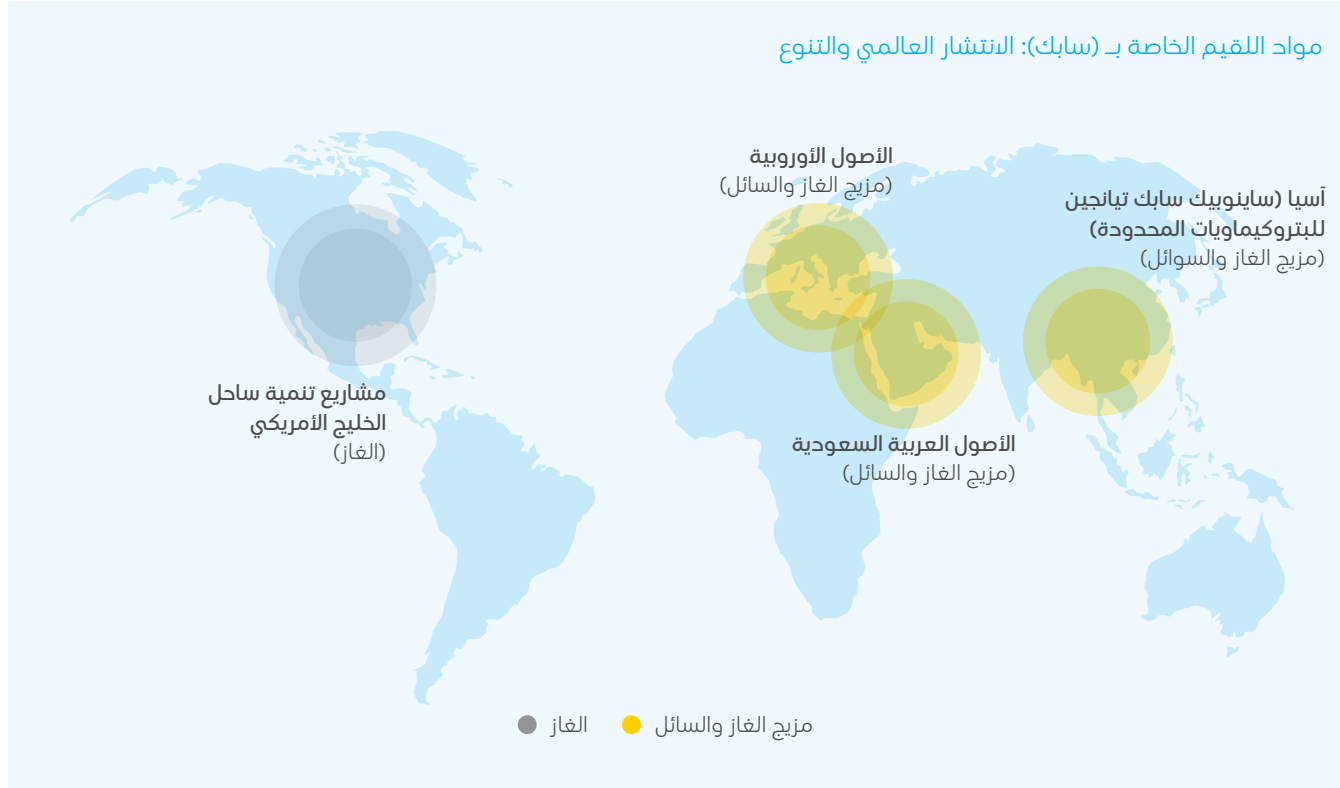 مواد اللقيم الخاصة بـ (سابك): الانتشار العالمي والتنوع
الأصول الأوروبية
(مزيج الغاز والسائل)
آسيا (ساينوبيك سابك تيانجين
للبتروكيماويات المحدودة)
(مزيج الغاز والسوائل)
مشاريع تنمية ساحل
الخليج الأمريكي
(الغاز)
الأصول العربية السعودية
(مزيج الغاز والسائل)
مزيج الغاز والسائل
الغاز